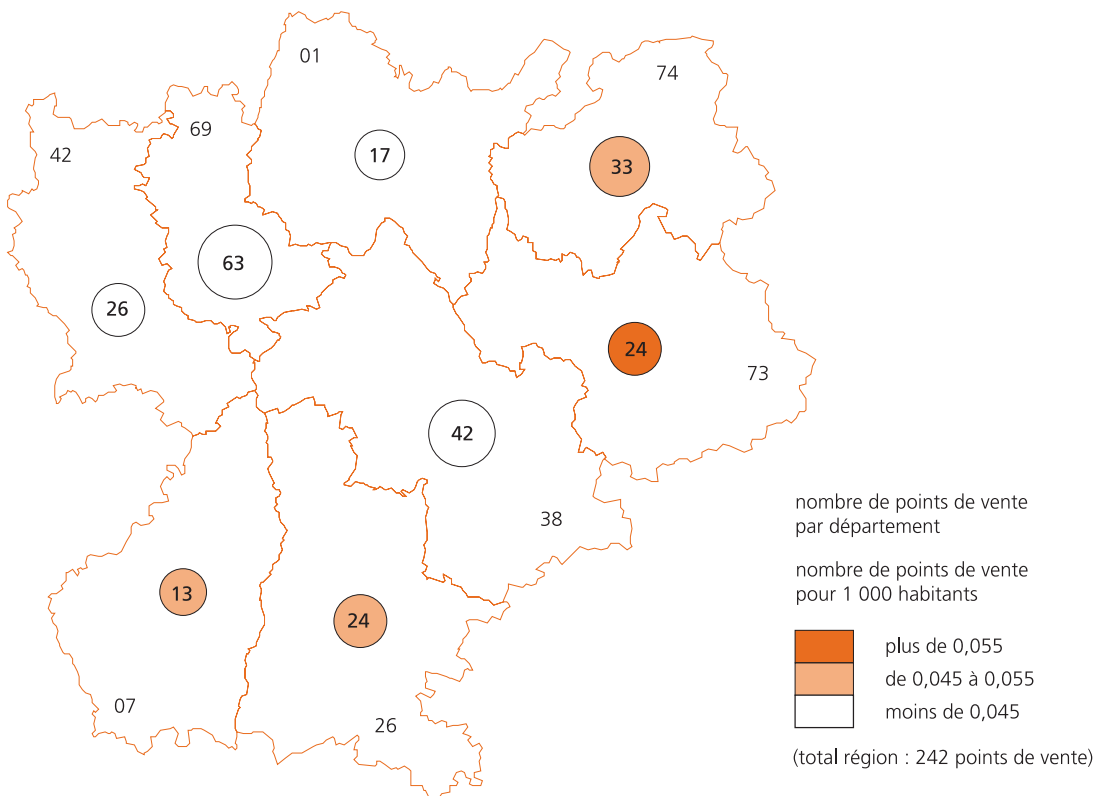 01
74
69
42
17
33
63
26
24
73
42
38
13
24
07
26
nombre de points de vente
par département
nombre de points de vente
pour 1 000 habitants
plus de 0,055
de 0,045 à 0,055
moins de 0,045
(total région : 242 points de vente)